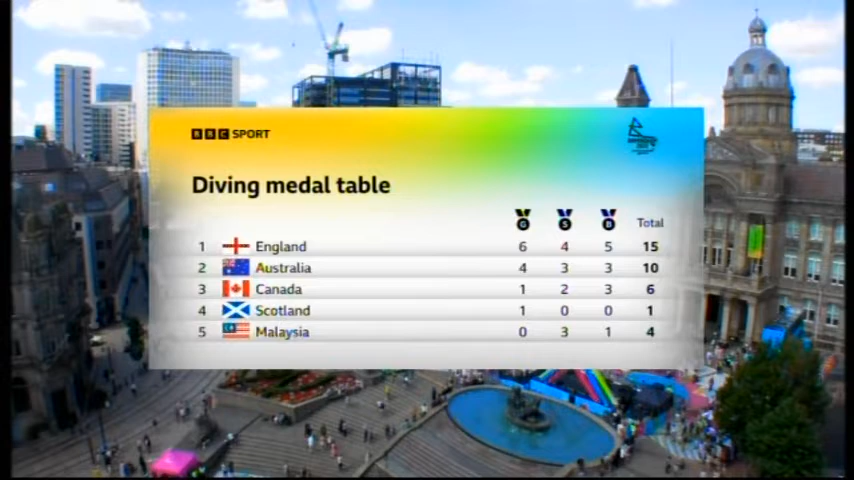 BBC SPORT
Diving medal table
G S B Total
1 England 6 4 5 15
2 Australia 4 3 3 10
3 Canada 1 2 3 6
4 Scotland 1 0 0 1
5 Malaysia 0 3 1 4